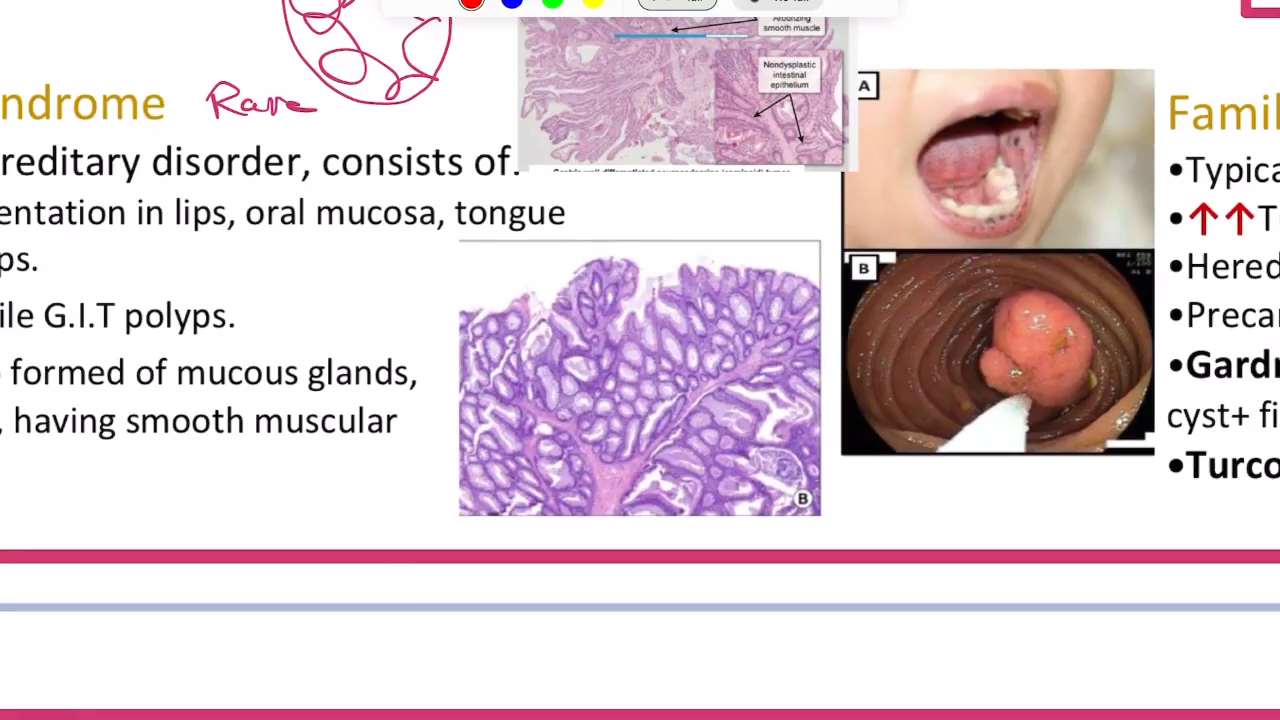 ndrome
Rare
reditary disorder, consists of.
entation in lips, oral mucosa, tongue
ps.
ile G.I.T polyps.
formed of mucous glands,
, having smooth muscular
Arborizing
smooth muscle
Nondysplastic
intestinal
epithelium
B
A
B
Famil
•Typica
•↑↑T
•Hered
•Precar
•Gardn
cyst+ fi
•Turco